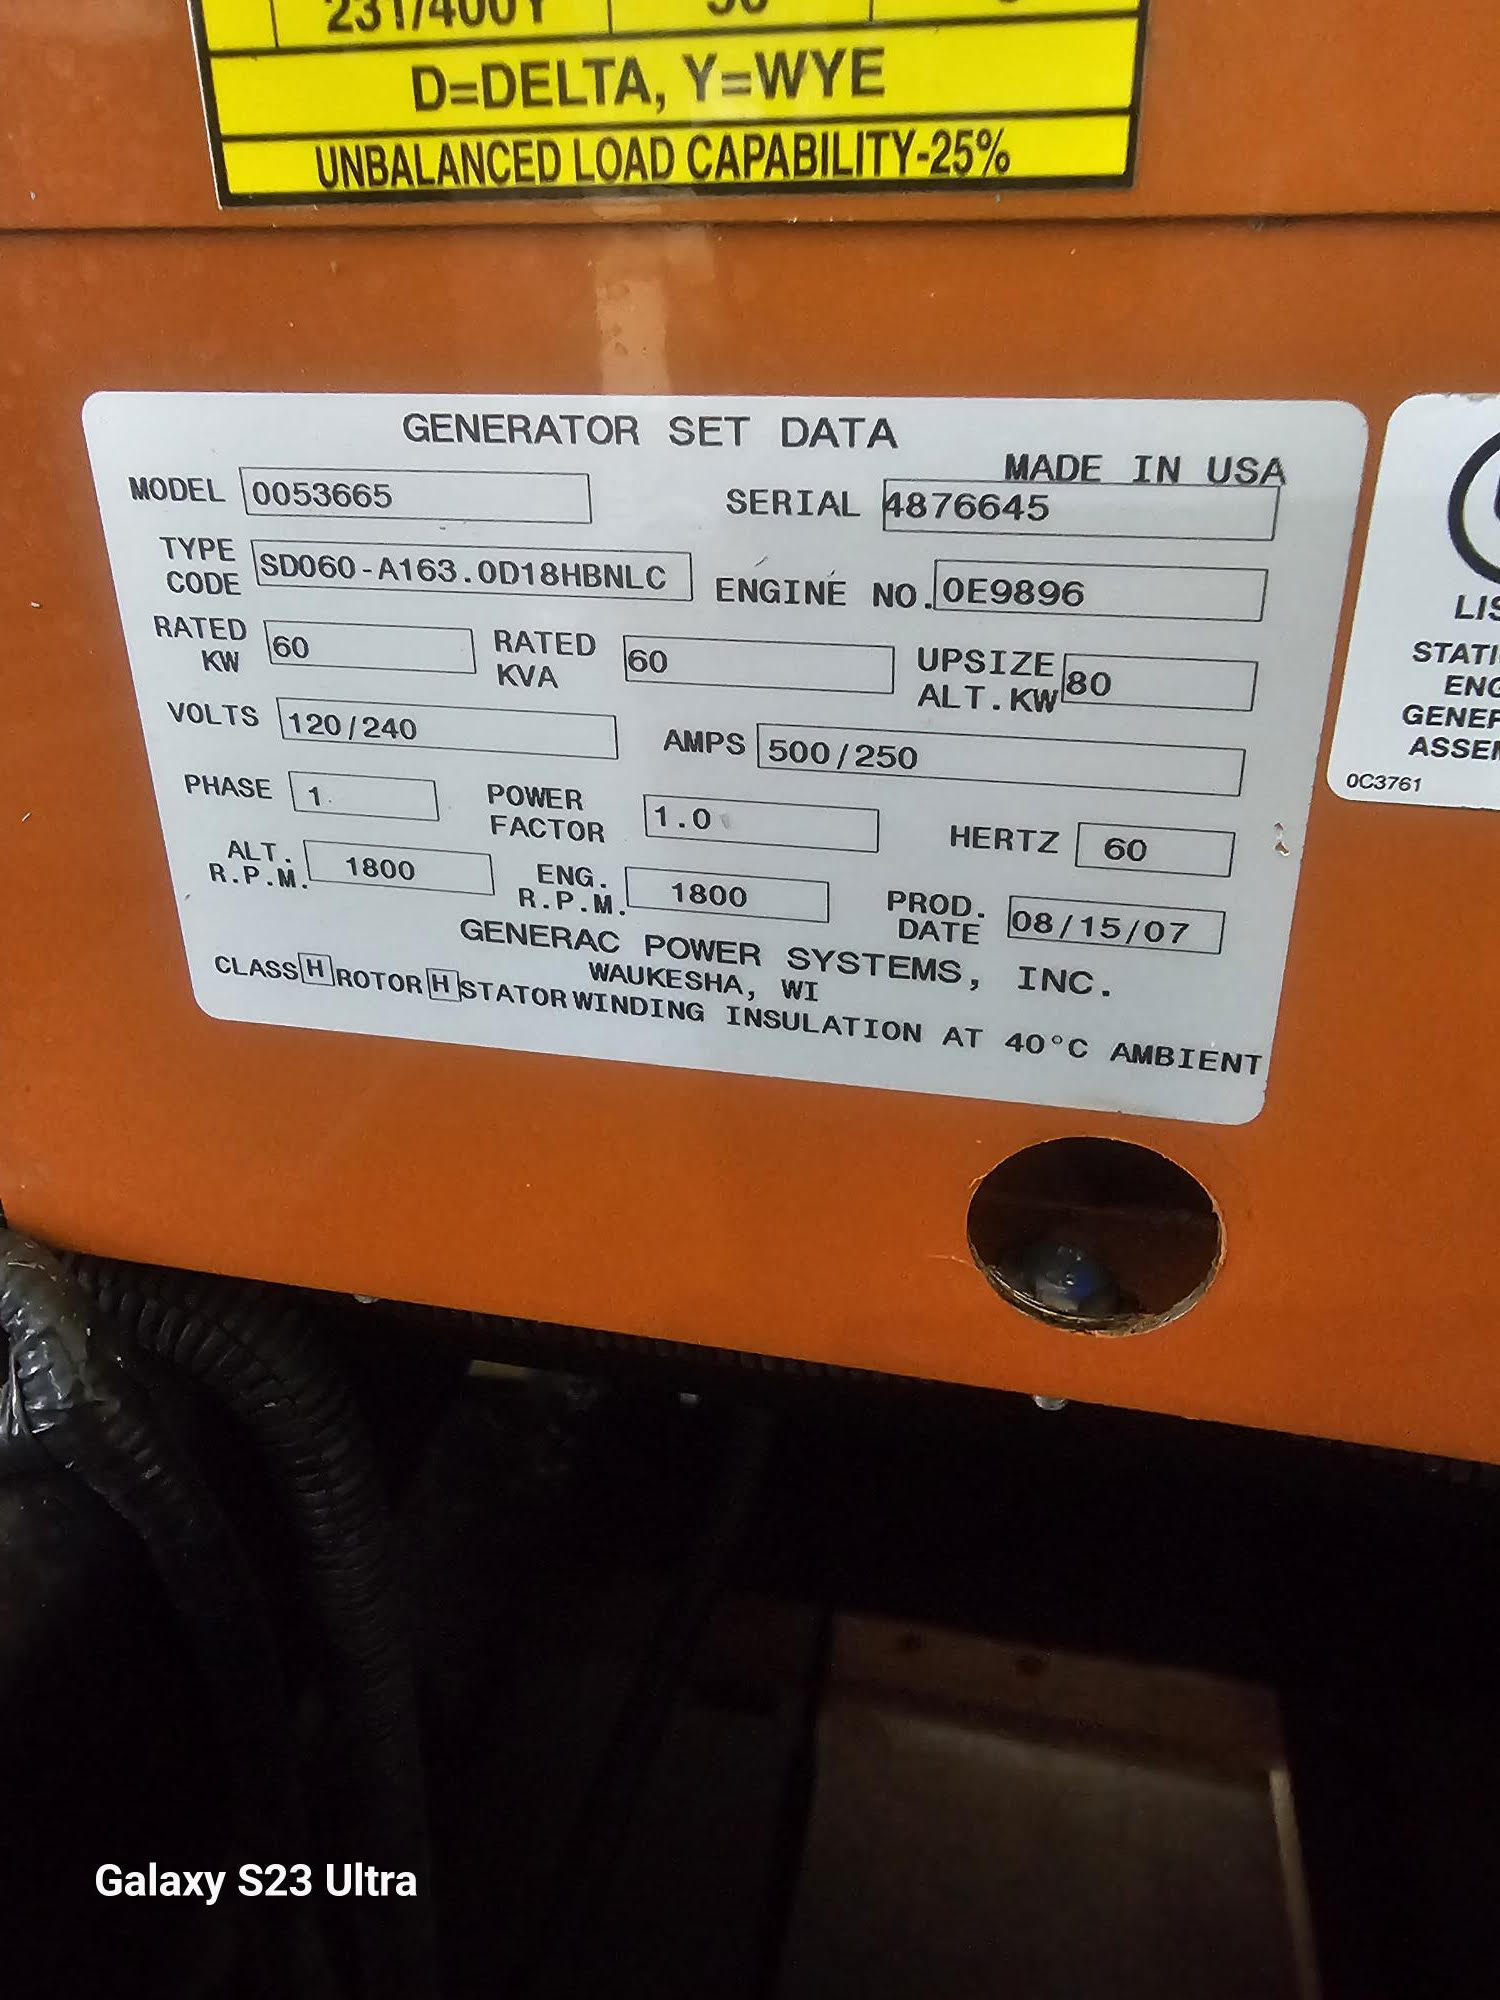 231/400Y
D=DELTA, Y=WYE
UNBALANCED LOAD CAPABILITY-25%
GENERATOR SET DATA
MADE IN USA
MODEL 0053665 SERIAL 4876645
TYPE CODE SD060-A163.0D18HBNLC ENGINE NO. 0E9896
RATED KW 60 RATED KVA 60 UPSIZE ALT.KW 80
VOLTS 120/240 AMPS 500/250
PHASE 1 POWER FACTOR 1.0 HERTZ 60
ALT. R.P.M. 1800 ENG. R.P.M. 1800 PROD. DATE 08/15/07
GENERAC POWER SYSTEMS, INC.
WAUKESHA, WI
CLASS H ROTOR H STATOR WINDING INSULATION AT 40°C AMBIENT
0C3761
Galaxy S23 Ultra